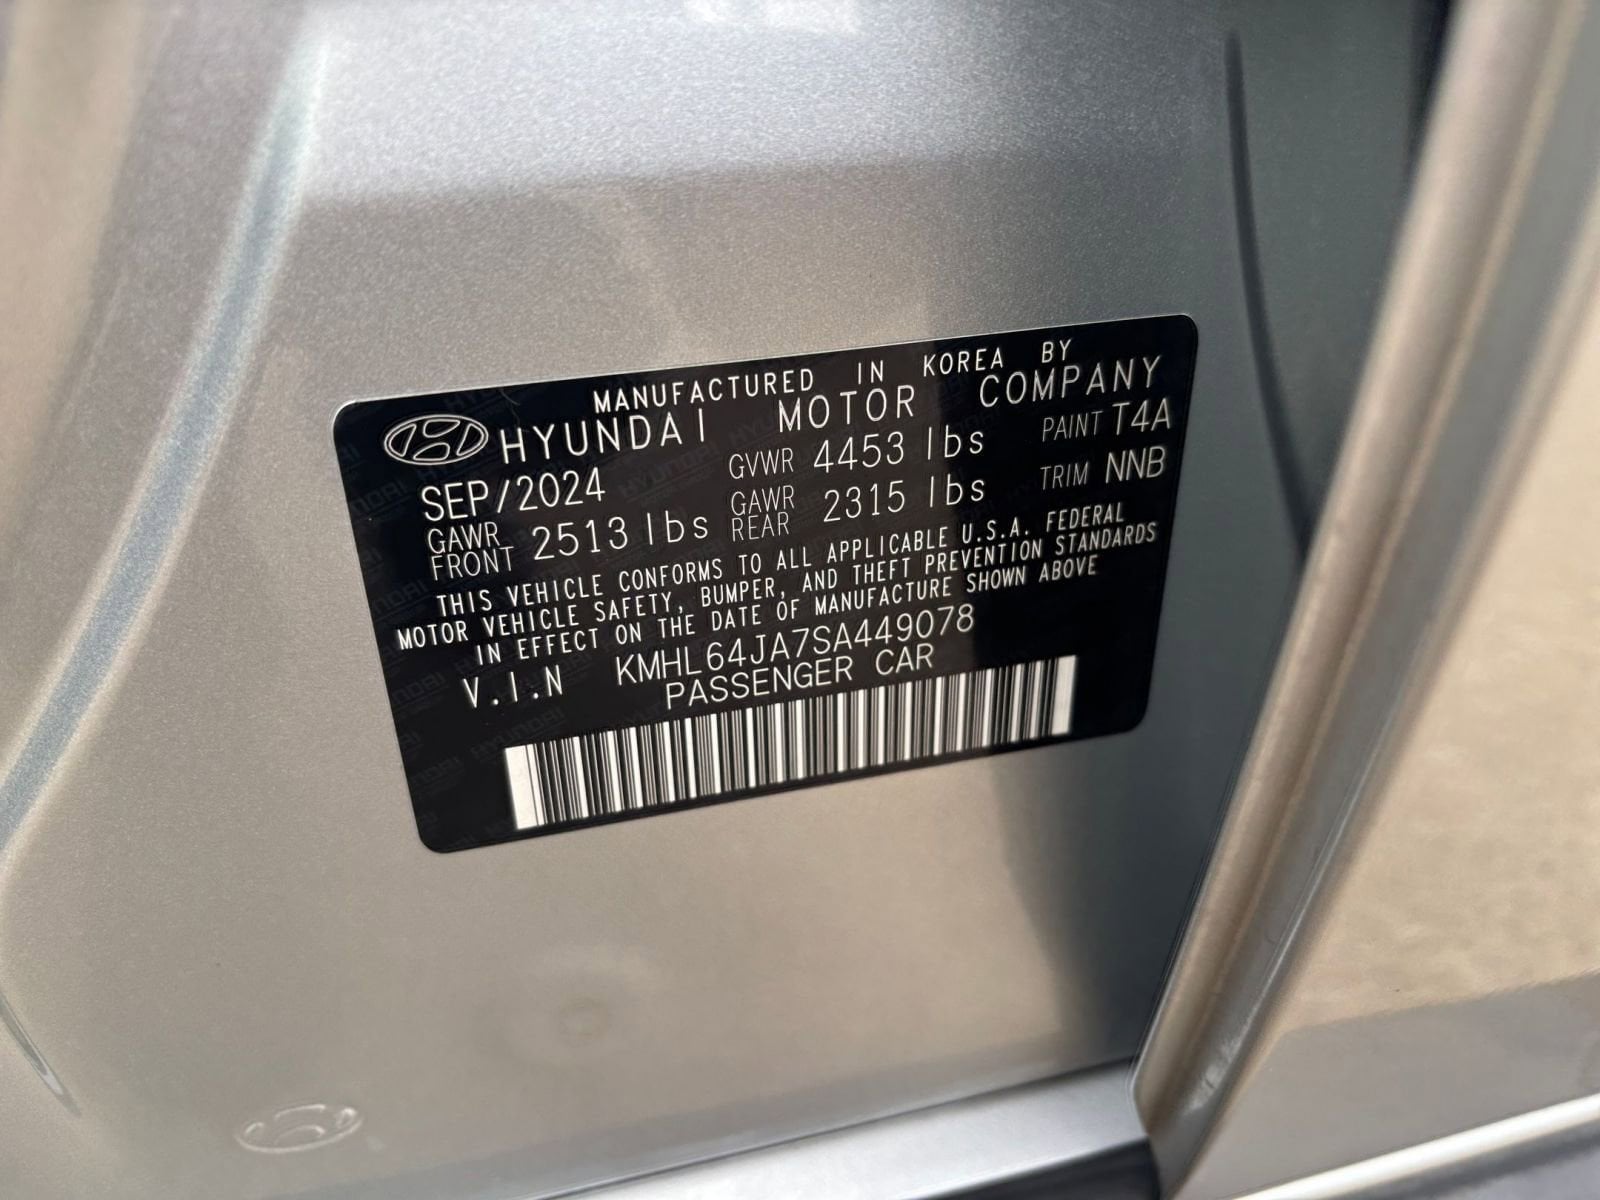 MANUFACTURED IN KOREA BY
HYUNDAI MOTOR COMPANY
SEP/2024 GVWR 4453 lbs PAINT T4A
GAWR FRONT 2513 lbs GAWR REAR 2315 lbs TRIM NNB
THIS VEHICLE CONFORMS TO ALL APPLICABLE U.S.A. FEDERAL
MOTOR VEHICLE SAFETY, BUMPER, AND THEFT PREVENTION STANDARDS
IN EFFECT ON THE DATE OF MANUFACTURE SHOWN ABOVE
V.I.N KMHL64JA7SA449078
PASSENGER CAR